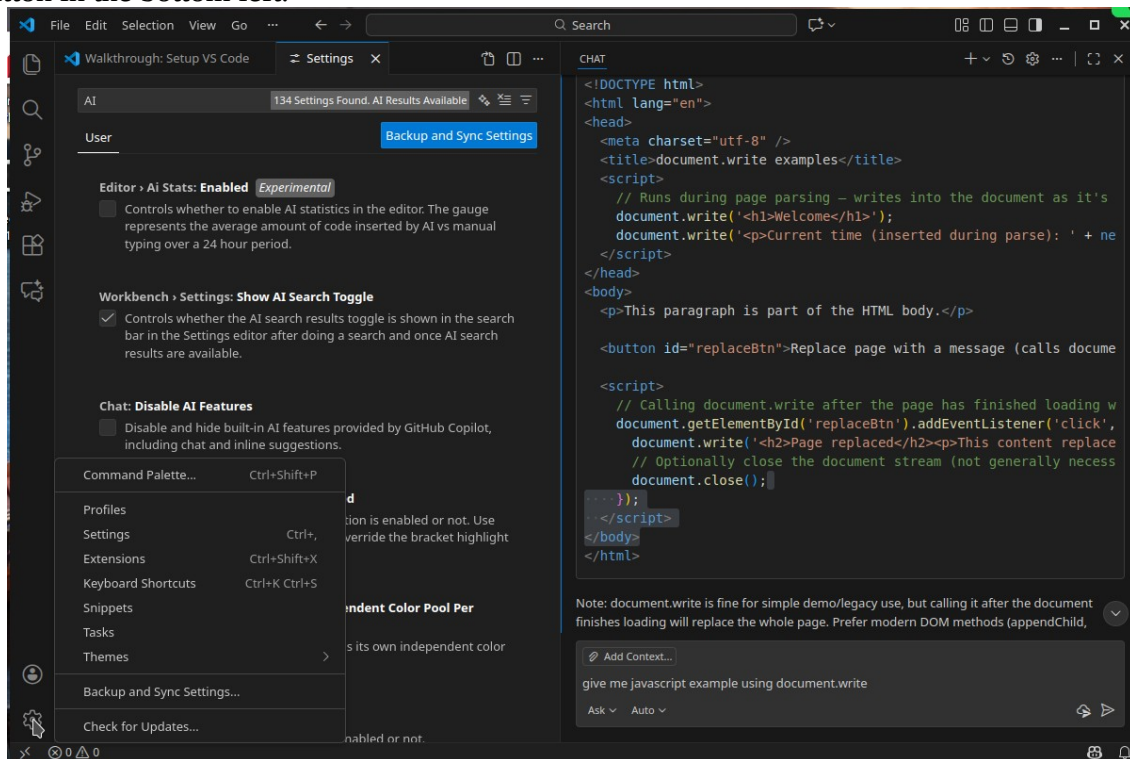 button in the bottom left.
File Edit Selection View Go ··· Search
Walkthrough: Setup VS Code Settings
AI 134 Settings Found. AI Results Available
User Backup and Sync Settings
Editor › Ai Stats: Enabled Experimental
Controls whether to enable AI statistics in the editor. The gauge
represents the average amount of code inserted by AI vs manual
typing over a 24 hour period.
Workbench › Settings: Show AI Search Toggle
Controls whether the AI search results toggle is shown in the search
bar in the Settings editor after doing a search and once AI search
results are available.
Chat: Disable AI Features
Disable and hide built-in AI features provided by GitHub Copilot,
including chat and inline suggestions.
d
tion is enabled or not. Use
verride the bracket highlight
endent Color Pool Per
s its own independent color
nabled or not.
Command Palette... Ctrl+Shift+P
Profiles
Settings Ctrl+,
Extensions Ctrl+Shift+X
Keyboard Shortcuts Ctrl+K Ctrl+S
Snippets
Tasks
Themes
Backup and Sync Settings...
Check for Updates...
0 0
CHAT
<!DOCTYPE html>
<html lang="en">
<head>
<meta charset="utf-8" />
<title>document.write examples</title>
<script>
// Runs during page parsing — writes into the document as it's
document.write('<h1>Welcome</h1>');
document.write('<p>Current time (inserted during parse): ' + ne
</script>
</head>
<body>
<p>This paragraph is part of the HTML body.</p>
<button id="replaceBtn">Replace page with a message (calls docume
<script>
// Calling document.write after the page has finished loading w
document.getElementById('replaceBtn').addEventListener('click',
document.write('<h2>Page replaced</h2><p>This content replace
// Optionally close the document stream (not generally necess
document.close();
});
</script>
</body>
</html>
Note: document.write is fine for simple demo/legacy use, but calling it after the document
finishes loading will replace the whole page. Prefer modern DOM methods (appendChild,
Add Context...
give me javascript example using document.write
Ask Auto